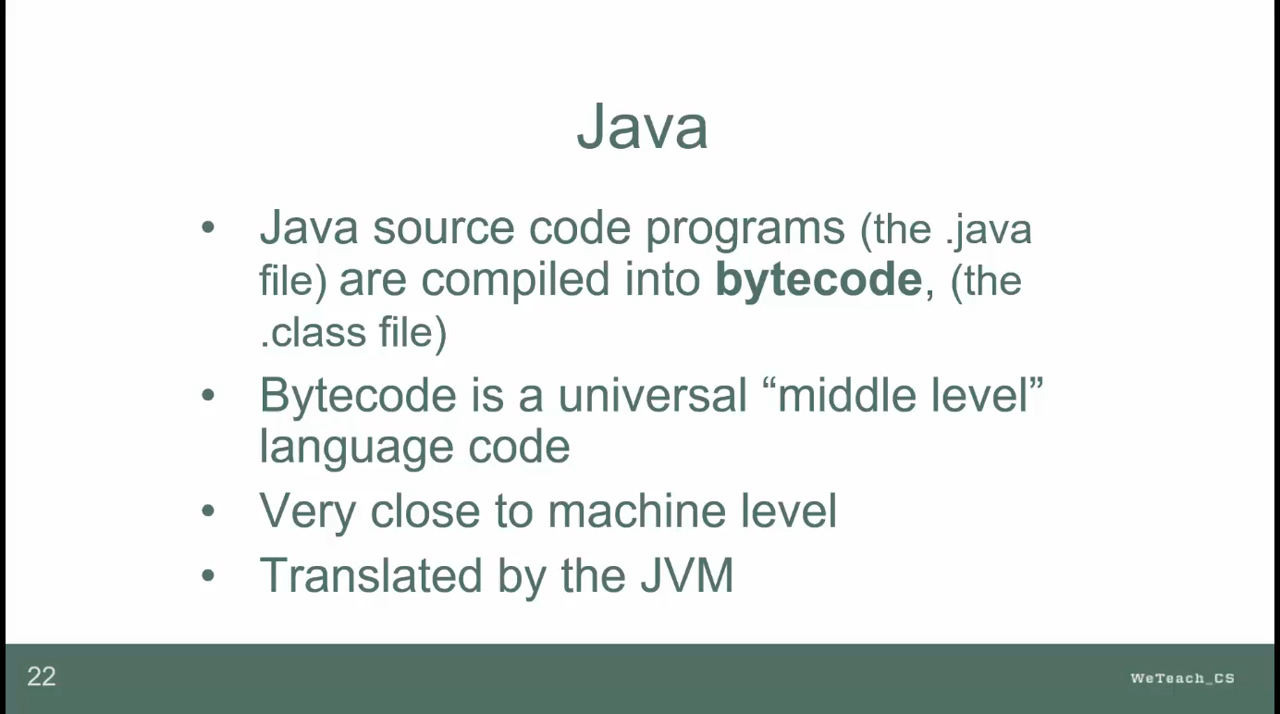 Java
• Java source code programs (the .java
file) are compiled into bytecode, (the
.class file)
• Bytecode is a universal “middle level”
language code
• Very close to machine level
• Translated by the JVM
22
WeTeach_CS